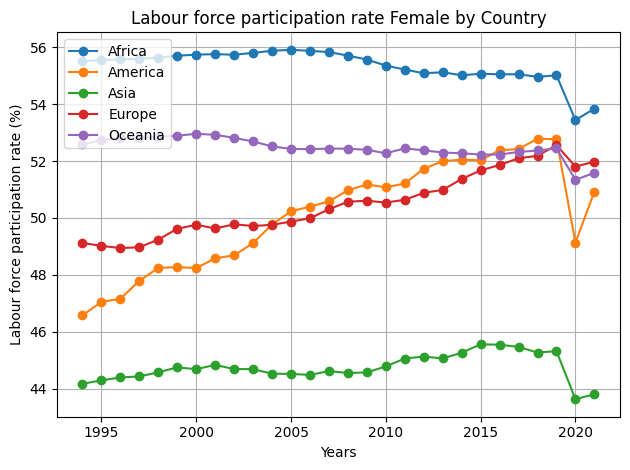 Labour force participation rate Female by Country
Labour force participation rate (%)
56
54
52
50
48
46
44
Africa
America
Asia
Europe
Oceania
1995 2000 2005 2010 2015 2020
Years